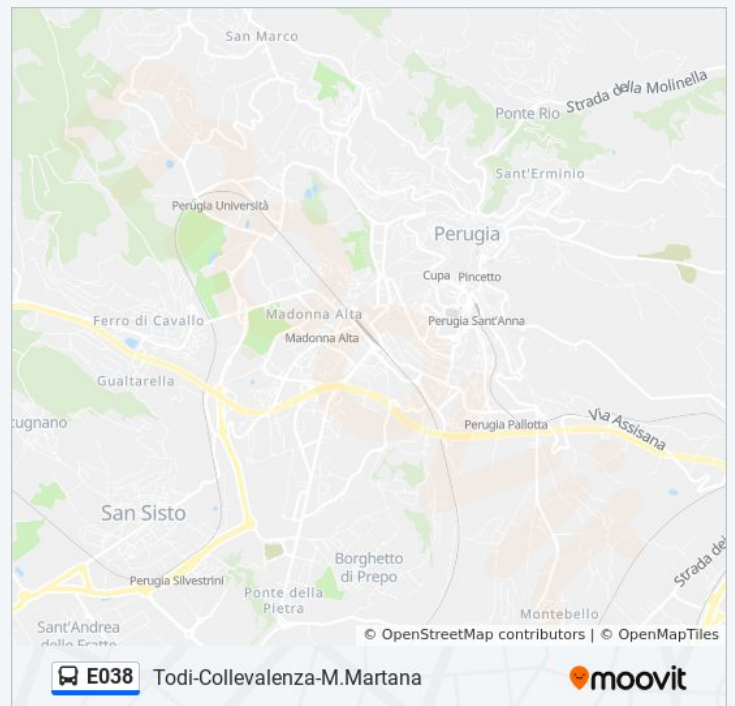 San Marco
Strada della Molinella
Ponte Rio
Sant'Erminio
Perugia Università
Perugia
Cupa
Pincetto
Madonna Alta
Ferro di Cavallo
Perugia Sant'Anna
Madonna Alta
Gualtarella
Via Assisana
Perugia Pallotta
cugnano
San Sisto
Borghetto
di Prepo
Strada dei
Perugia Silvestrini
Ponte della
Pietra
Montebello
Sant'Andrea
delle Fratte
© OpenStreetMap contributors | © OpenMapTiles
E038 Todi-Collevalenza-M.Martana
moovit